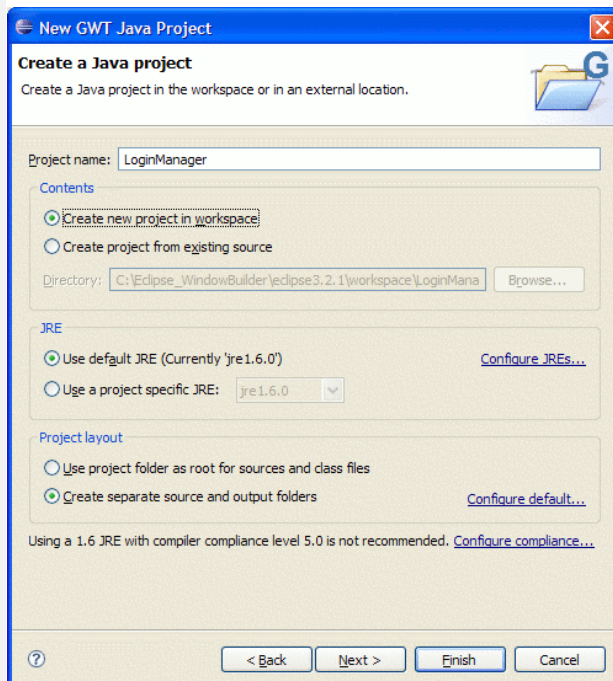 New GWT Java Project
Create a Java project
Create a Java project in the workspace or in an external location.
G
Project name: LoginManager
Contents
Create new project in workspace
Create project from existing source
Directory: C:\Eclipse_WindowBuilder\eclipse3.2.1\workspace\LoginMana Browse...
JRE
Use default JRE (Currently 'jre1.6.0') Configure JREs...
Use a project specific JRE: jre1.6.0
Project layout
Use project folder as root for sources and class files
Create separate source and output folders Configure default...
Using a 1.6 JRE with compiler compliance level 5.0 is not recommended. Configure compliance...
? < Back Next > Finish Cancel